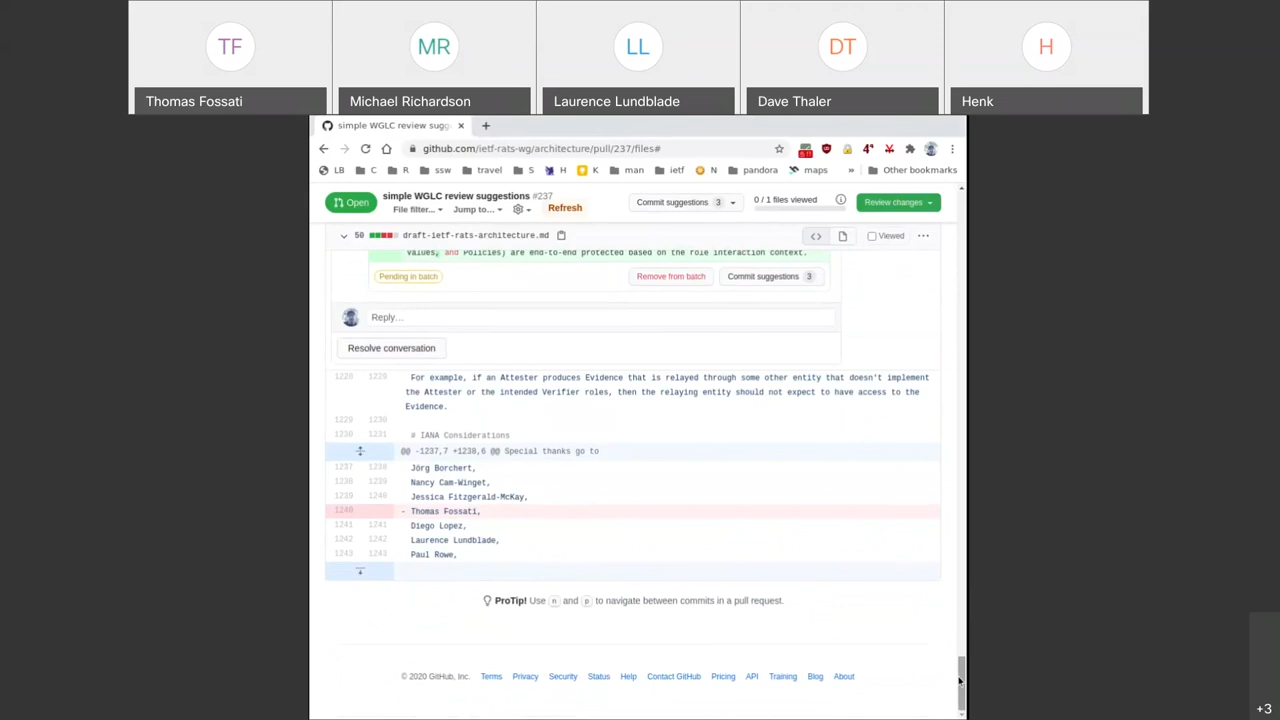 TF
MR
LL
DT
H
Thomas Fossati
Michael Richardson
Laurence Lundblade
Dave Thaler
Henk
simple WGLC review sugg
github.com/ietf-rats-wg/architecture/pull/237/files#
LB C R ssw travel S H K man ietf N pandora maps » Other bookmarks
Open
simple WGLC review suggestions #237
File filter... Jump to... Refresh
Commit suggestions 3
0 / 1 files viewed
Review changes
50 draft-ietf-rats-architecture.md
Viewed
values, and Policies) are end-to-end protected based on the role interaction context.
Pending in batch
Remove from batch
Commit suggestions 3
Reply...
Resolve conversation
1228 1229 For example, if an Attester produces Evidence that is relayed through some other entity that doesn't implement
the Attester or the intended Verifier roles, then the relaying entity should not expect to have access to the
Evidence.
1229 1230
1230 1231 # IANA Considerations
@@ -1237,7 +1238,6 @@ Special thanks go to
1237 1238 Jörg Borchert,
1238 1239 Nancy Cam-Winget,
1239 1240 Jessica Fitzgerald-McKay,
1240 - Thomas Fossati,
1241 1241 Diego Lopez,
1242 1242 Laurence Lundblade,
1243 1243 Paul Rowe,
ProTip! Use n and p to navigate between commits in a pull request.
© 2020 GitHub, Inc. Terms Privacy Security Status Help Contact GitHub Pricing API Training Blog About
+3